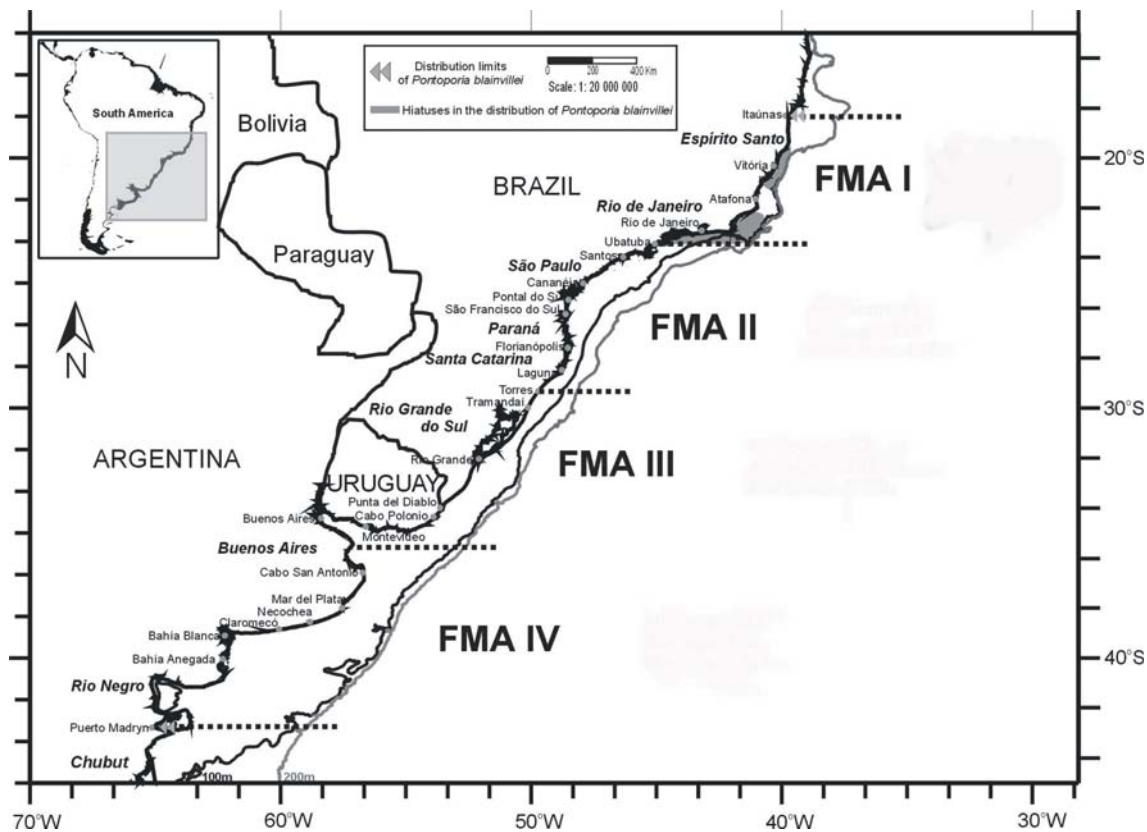 South America
Distribution limits
of Pontoporia blainvillei
0 200 400 Km
Scale: 1: 20 000 000
Hiatuses in the distribution of Pontoporia blainvillei
Bolivia
Paraguay
BRAZIL
ARGENTINA
URUGUAY
N
Itaúnas
Espirito Santo
Vitória
Atafona
Rio de Janeiro
Rio de Janeiro
Ubatuba
Santos
São Paulo
Cananéia
Pontal do Sul
São Francisco do Sul
Paraná
Florianópolis
Santa Catarina
Laguna
Torres
Tramandaí
Rio Grande
do Sul
Rio Grande
Punta del Diablo
Cabo Polonio
Montevideo
Buenos Aires
Buenos Aires
Cabo San Antonio
Mar del Plata
Necochea
Claromecó
Bahia Blanca
Bahia Anegada
Rio Negro
Puerto Madryn
Chubut
100m
200m
FMA I
FMA II
FMA III
FMA IV
20°S
30°S
40°S
70°W
60°W
50°W
40°W
30°W